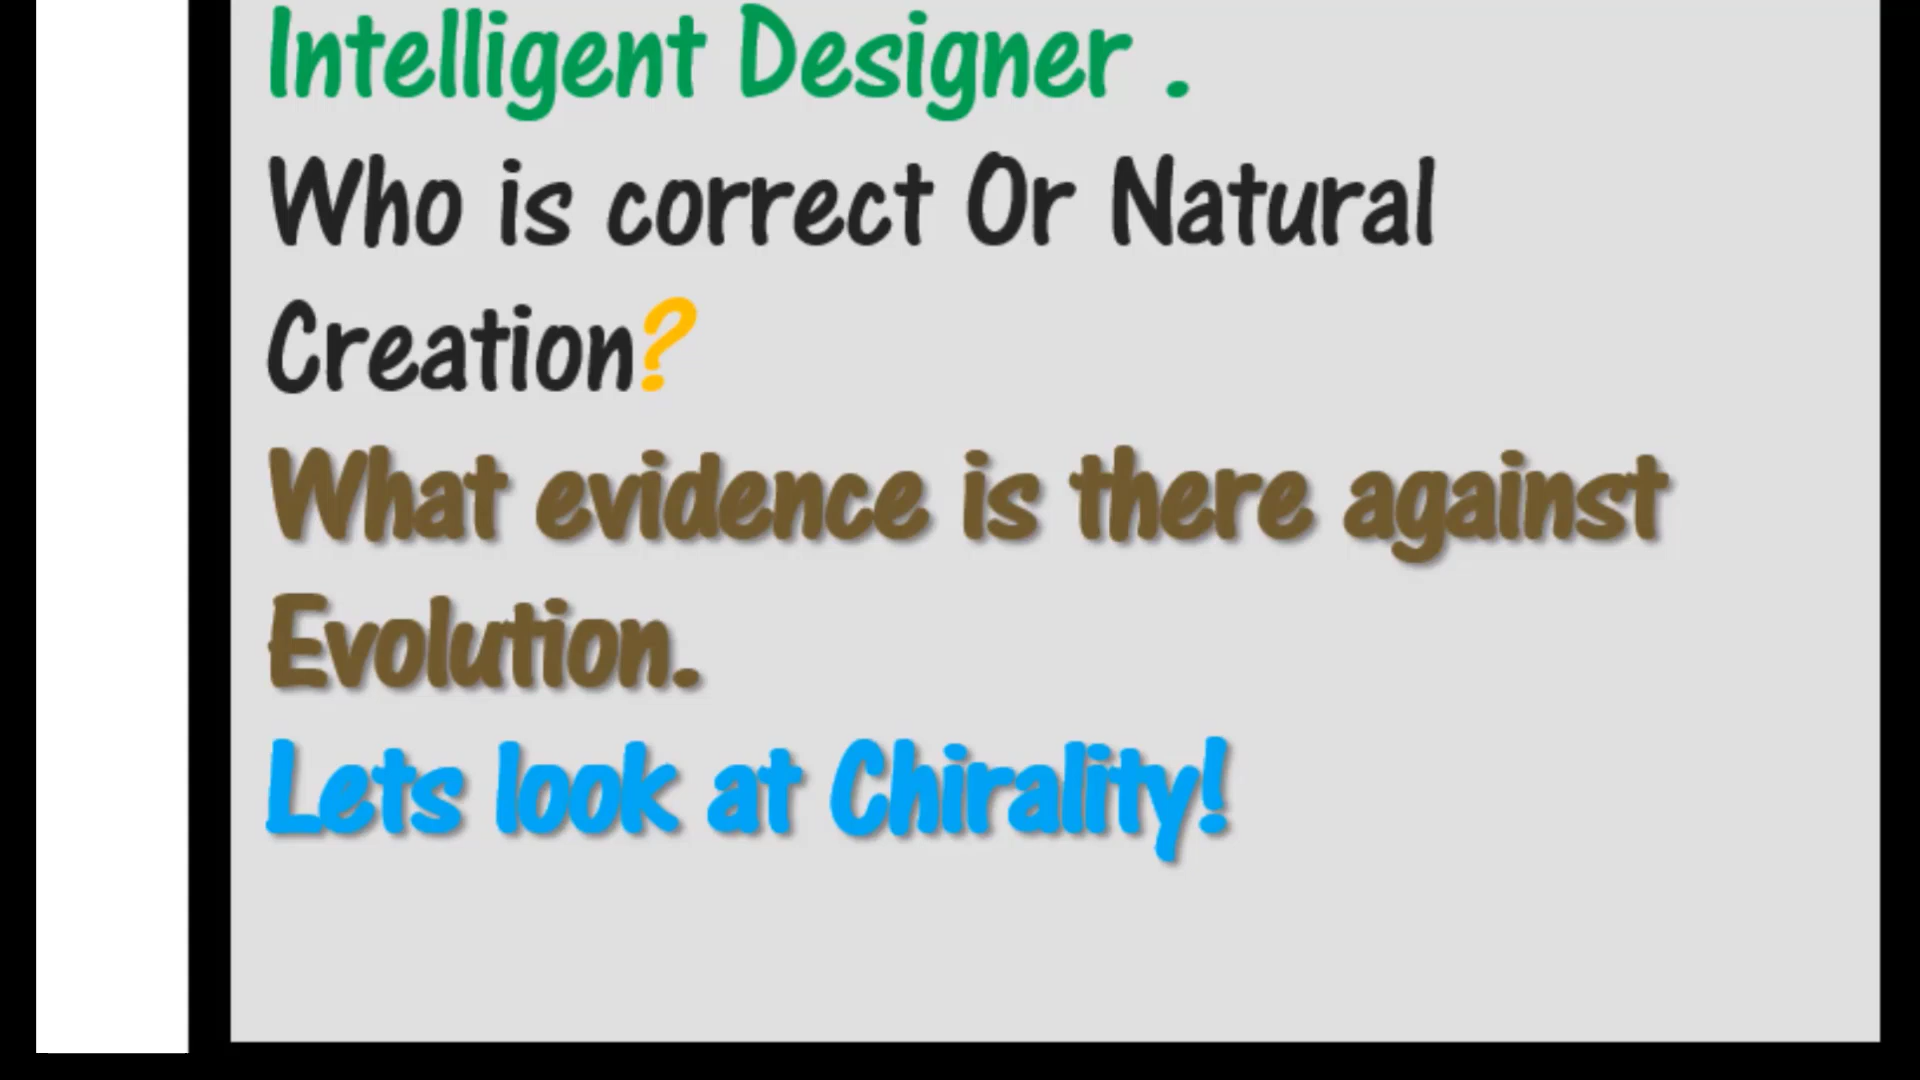 Intelligent Designer .
Who is correct Or Natural
Creation?
What evidence is there against
Evolution.
Lets look at Chirality!